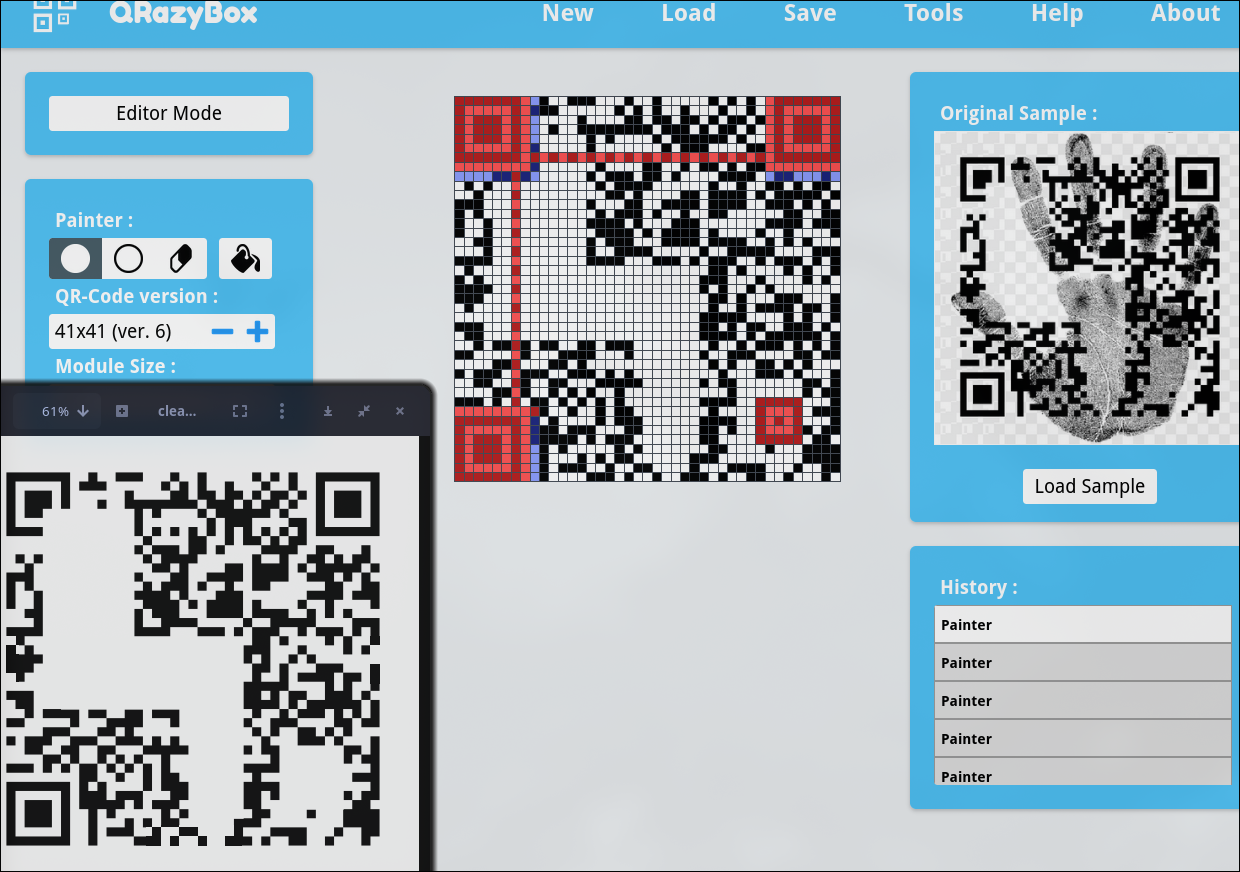 QRazyBox
New Load Save Tools Help About
Editor Mode
Painter :
QR-Code version :
41x41 (ver. 6)
Module Size :
61%
clea...
Original Sample :
Load Sample
History :
Painter
Painter
Painter
Painter
Painter